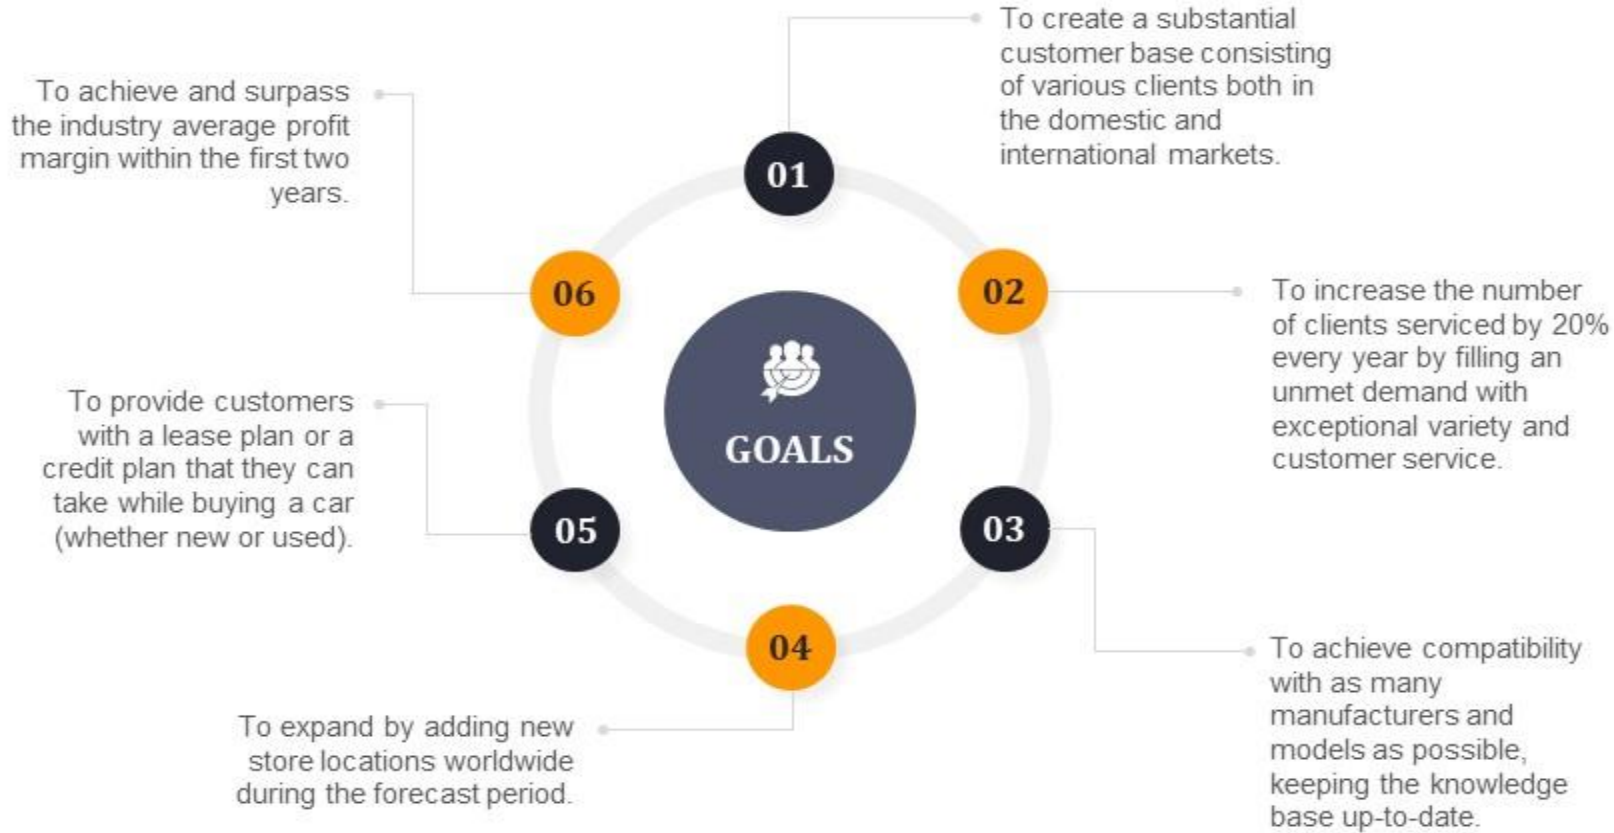 01
To create a substantial
customer base consisting
of various clients both in
the domestic and
international markets.
02
To increase the number
of clients serviced by 20%
every year by filling an
unmet demand with
exceptional variety and
customer service.
03
To achieve compatibility
with as many
manufacturers and
models as possible,
keeping the knowledge
base up-to-date.
04
To expand by adding new
store locations worldwide
during the forecast period.
05
To provide customers
with a lease plan or a
credit plan that they can
take while buying a car
(whether new or used).
06
To achieve and surpass
the industry average profit
margin within the first two
years.
GOALS